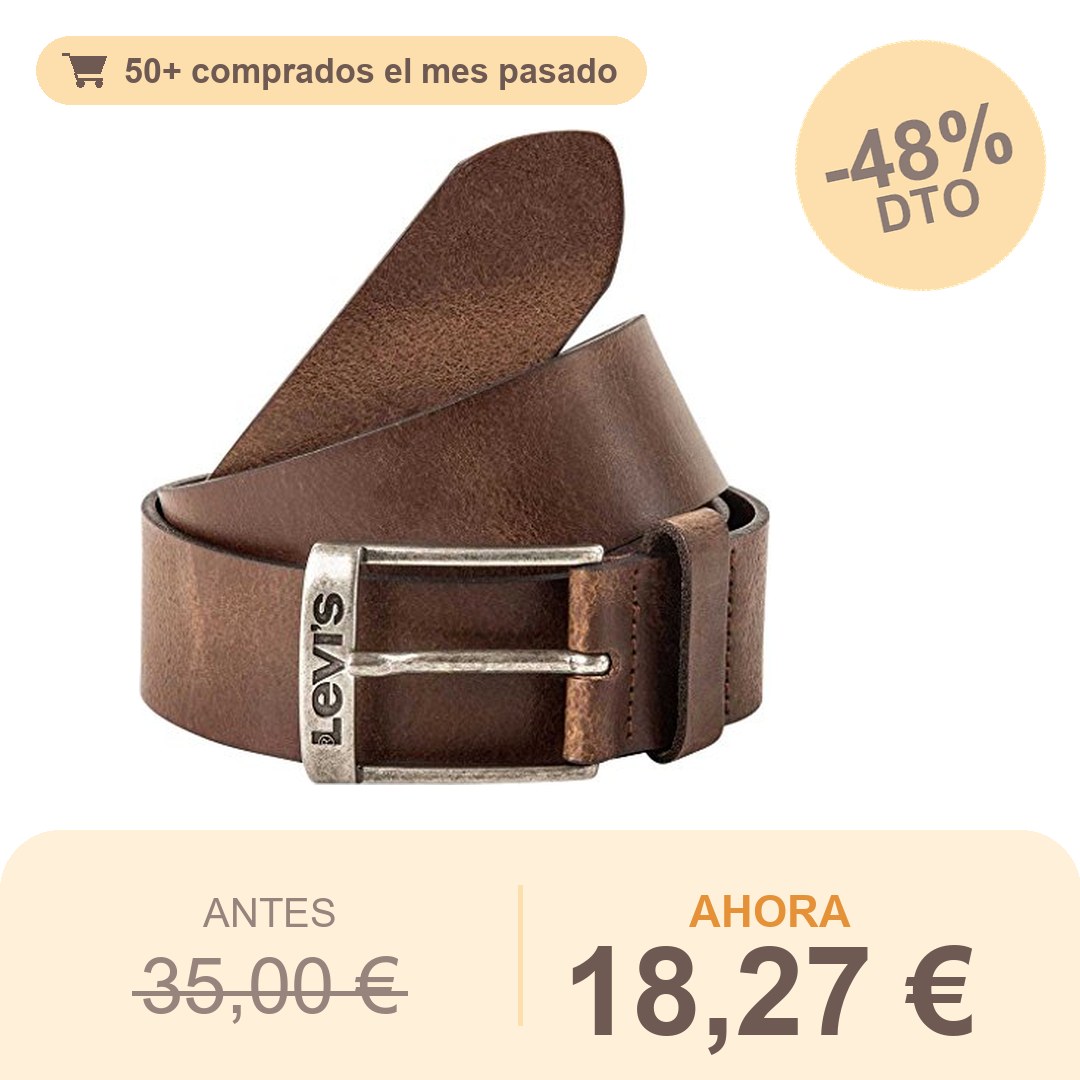 50+ comprados el mes pasado
-48%
DTO
Levi's®
ANTES
35,00 €
AHORA
18,27 €